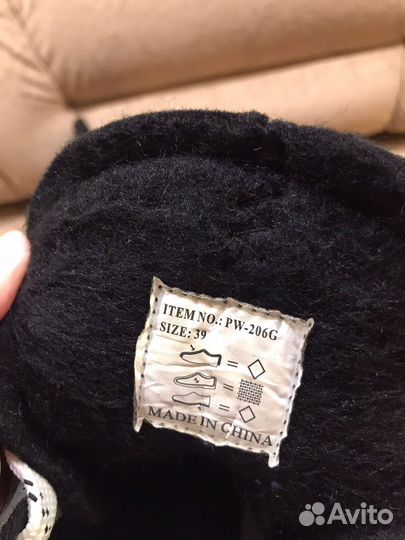 ITEM NO.: PW-206G
SIZE: 39
=
=
=
MADE IN CHINA
Avito